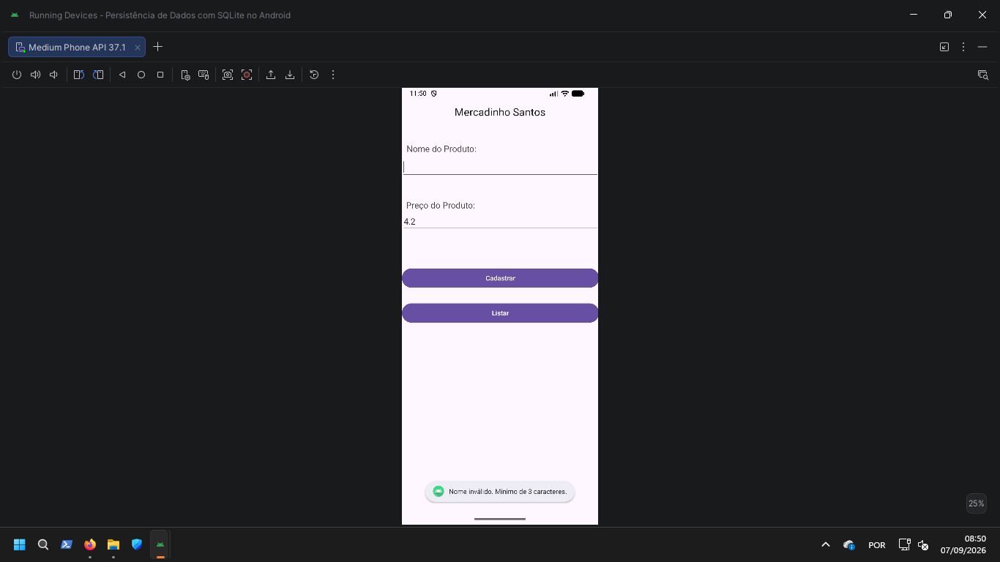 Running Devices - Persistência de Dados com SQLite no Android
Medium Phone API 37.1
11:50
Mercadinho Santos
Nome do Produto:
Preço do Produto:
4.2
Cadastrar
Listar
Nome inválido. Mínimo de 3 caracteres.
25%
POR
08:50
07/09/2026